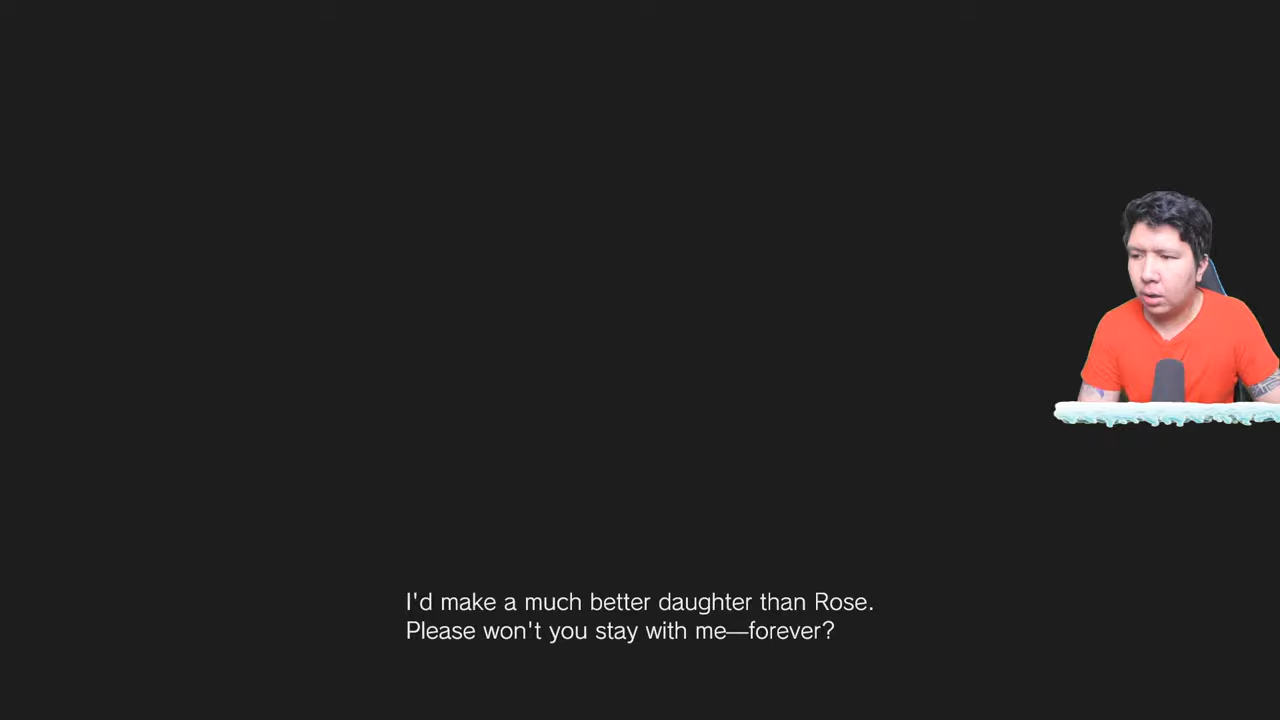 I'd make a much better daughter than Rose.
Please won't you stay with me—forever?